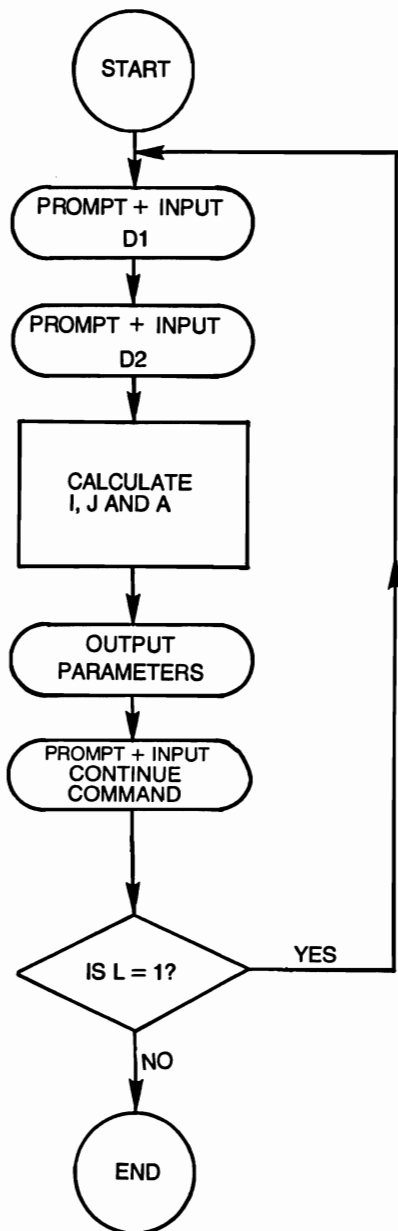 START
PROMPT + INPUT
D1
PROMPT + INPUT
D2
CALCULATE
I, J AND A
OUTPUT
PARAMETERS
PROMPT + INPUT
CONTINUE
COMMAND
IS L = 1?
YES
NO
END